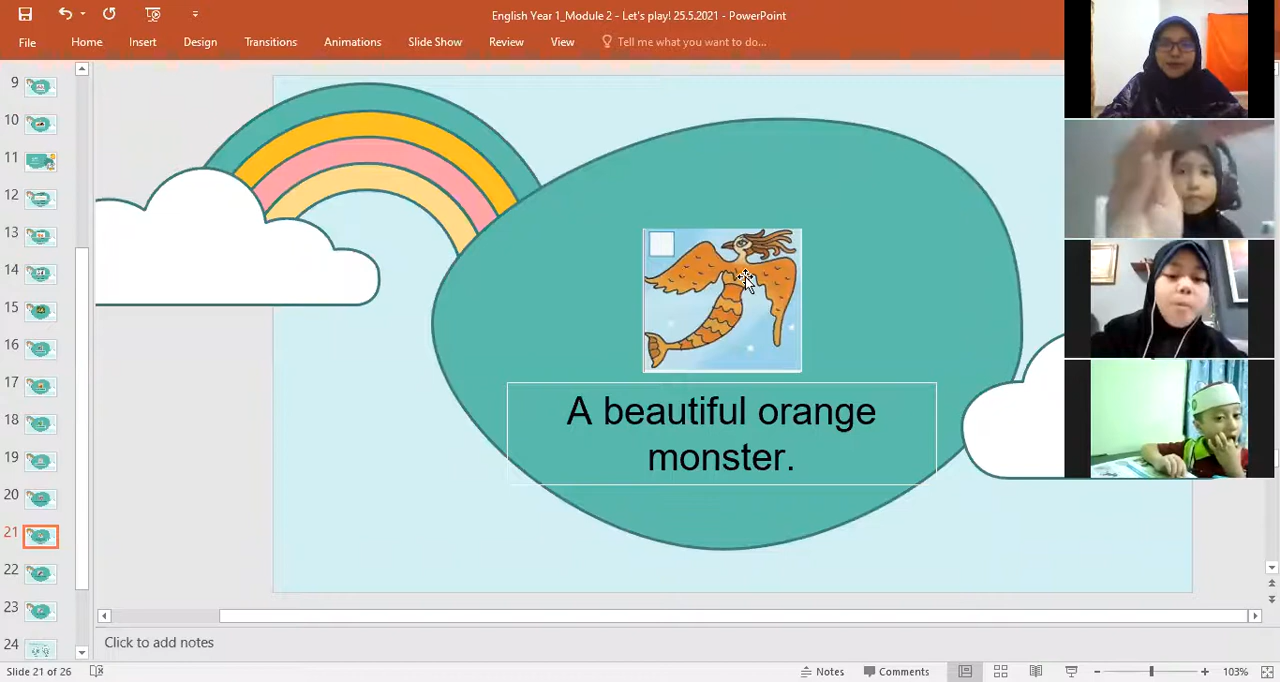 English Year 1_Module 2 - Let's play! 25.5.2021 - PowerPoint
File Home Insert Design Transitions Animations Slide Show Review View Tell me what you want to do...
9
10
11
12
13
14
15
16
17
18
19
20
21
22
23
24
A beautiful orange
monster.
Click to add notes
Slide 21 of 26 Notes Comments 103%